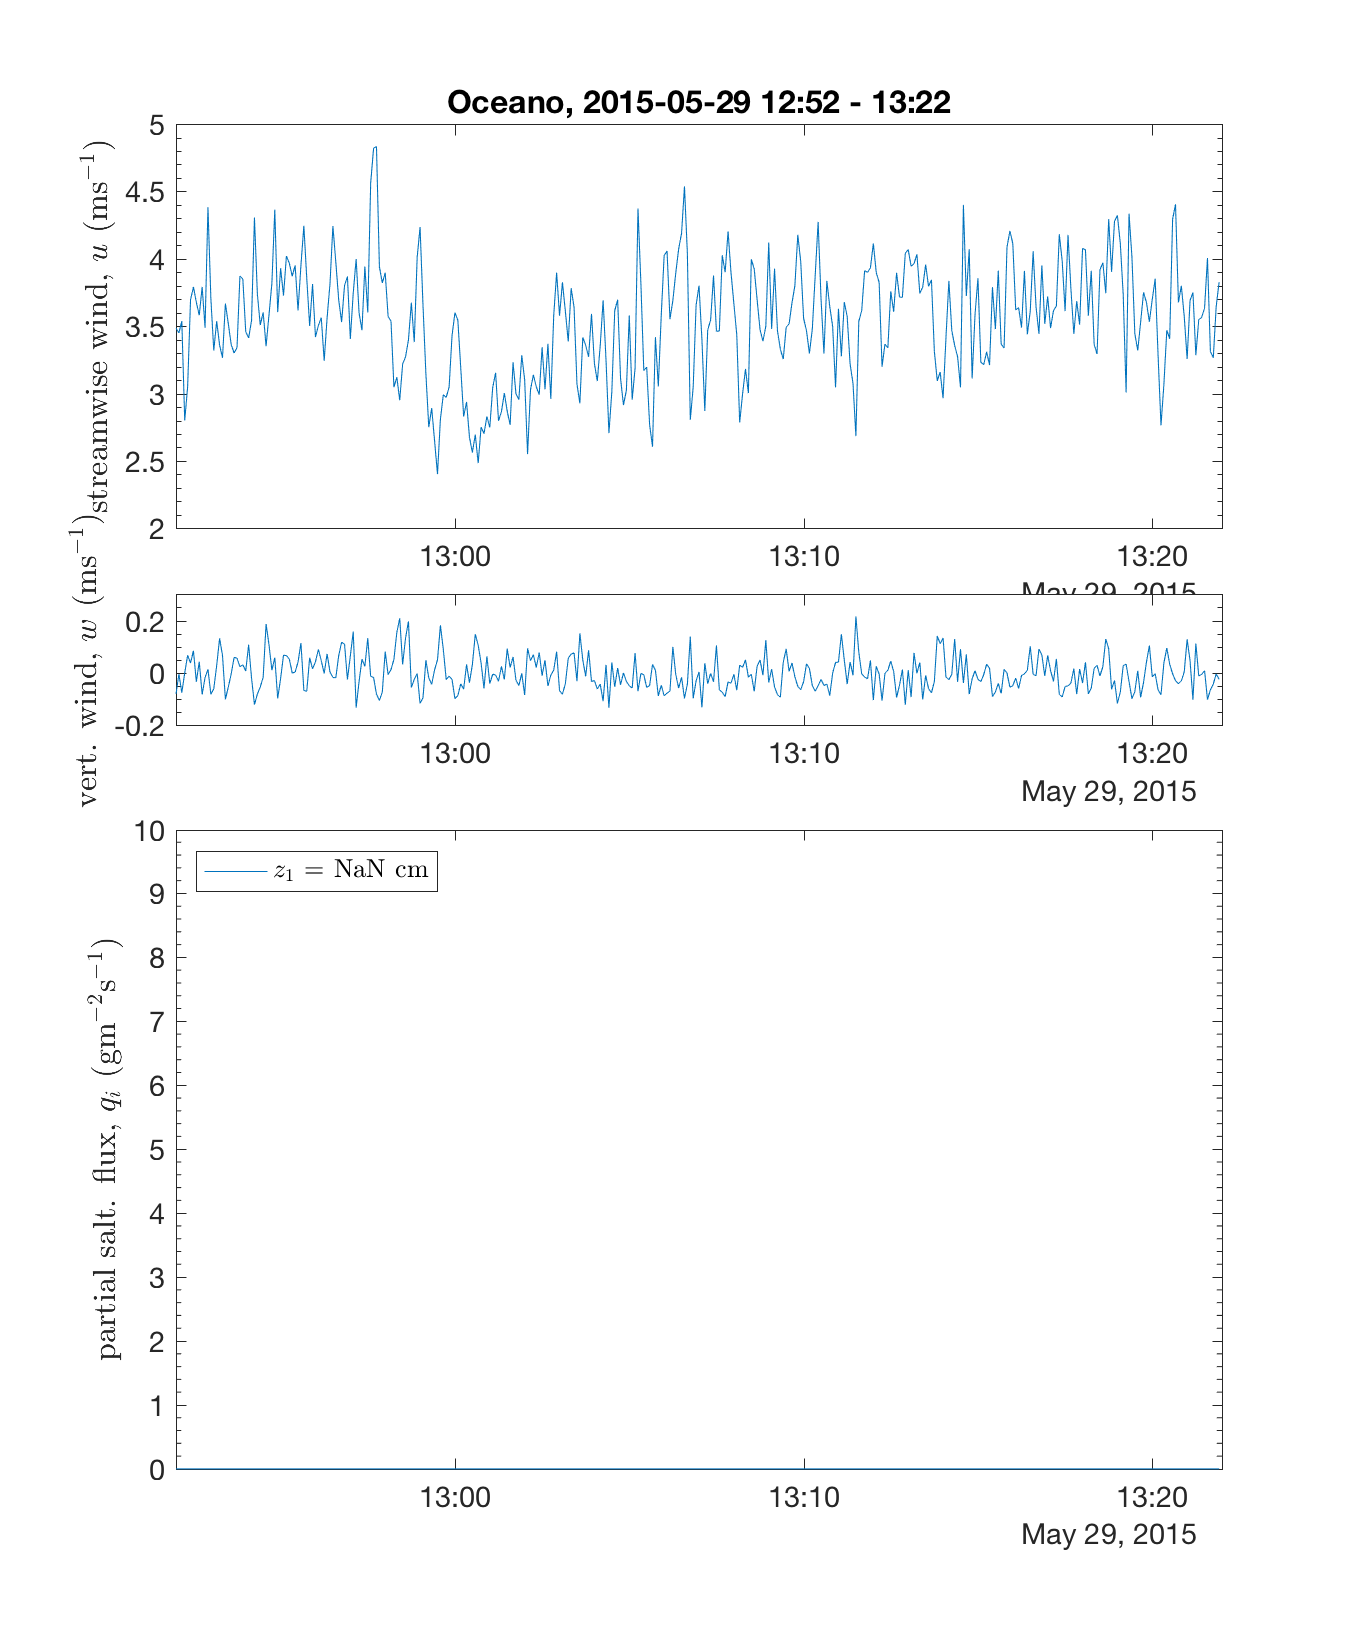 Oceano, 2015-05-29 12:52 - 13:22
streamwise wind, u (ms⁻¹)
5
4.5
4
3.5
3
2.5
2
13:00 13:10 13:20
May 29, 2015
vert. wind, w (ms⁻¹)
0.2
0
-0.2
13:00 13:10 13:20
May 29, 2015
partial salt. flux, qᵢ (gm⁻²s⁻¹)
10
9
8
7
6
5
4
3
2
1
0
z₁ = NaN cm
13:00 13:10 13:20
May 29, 2015